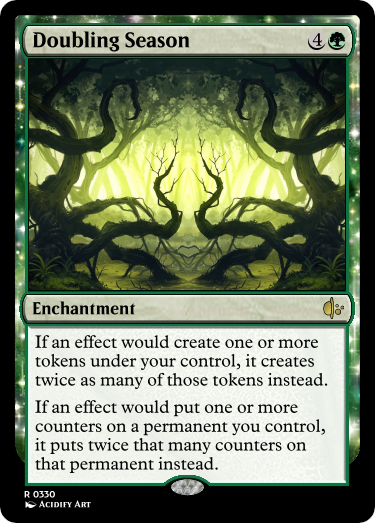 Doubling Season 4
Enchantment
If an effect would create one or more
tokens under your control, it creates
twice as many of those tokens instead.
If an effect would put one or more
counters on a permanent you control,
it puts twice that many counters on
that permanent instead.
R 0330
Acidify Art